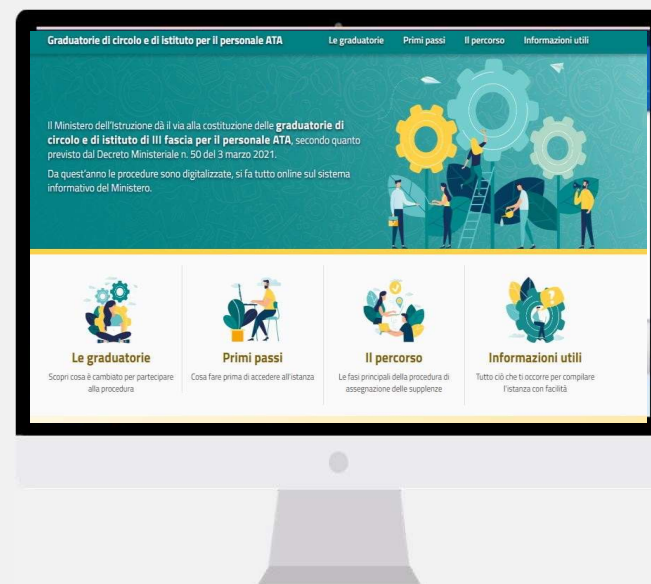 Graduatorie di circolo e di istituto per il personale ATA
Le graduatorie Primi passi Il percorso Informazioni utili
Il Ministero dell'Istruzione dà il via alla costituzione delle graduatorie di
circolo e di istituto di III fascia per il personale ATA, secondo quanto
previsto dal Decreto Ministeriale n. 50 del 3 marzo 2021.
Da quest'anno le procedure sono digitalizzate, si fa tutto online sul sistema
informativo del Ministero.
Le graduatorie
Scopri cosa è cambiato per partecipare
alla procedura
Primi passi
Cosa fare prima di accedere all'istanza
Il percorso
Le fasi principali della procedura di
assegnazione delle supplenze
Informazioni utili
Tutto ciò che ti occorre per compilare
l'istanza con facilità